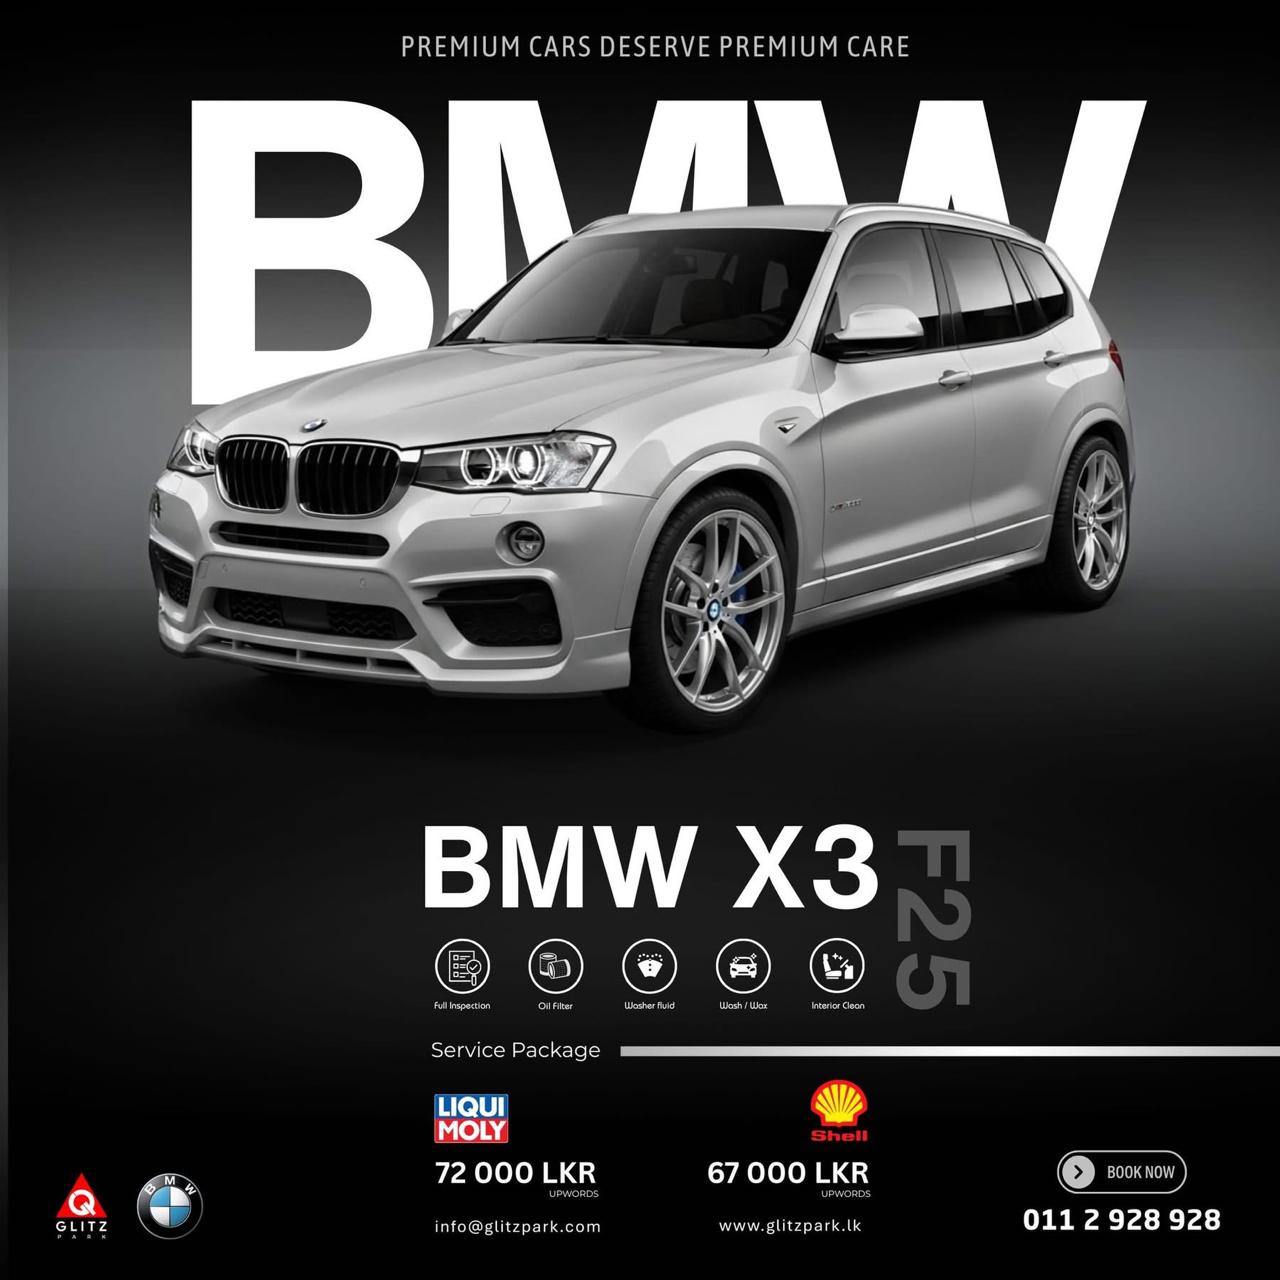 PREMIUM CARS DESERVE PREMIUM CARE
BMW
BMW X3
F25
Full Inspection
Oil Filter
Washer fluid
Wash / Wax
Interior Clean
Service Package
LIQUI
MOLY
Shell
72 000 LKR
UPWORDS
67 000 LKR
UPWORDS
BOOK NOW
info@glitzpark.com
www.glitzpark.lk
011 2 928 928
Q
GLITZ
PARK
BMW